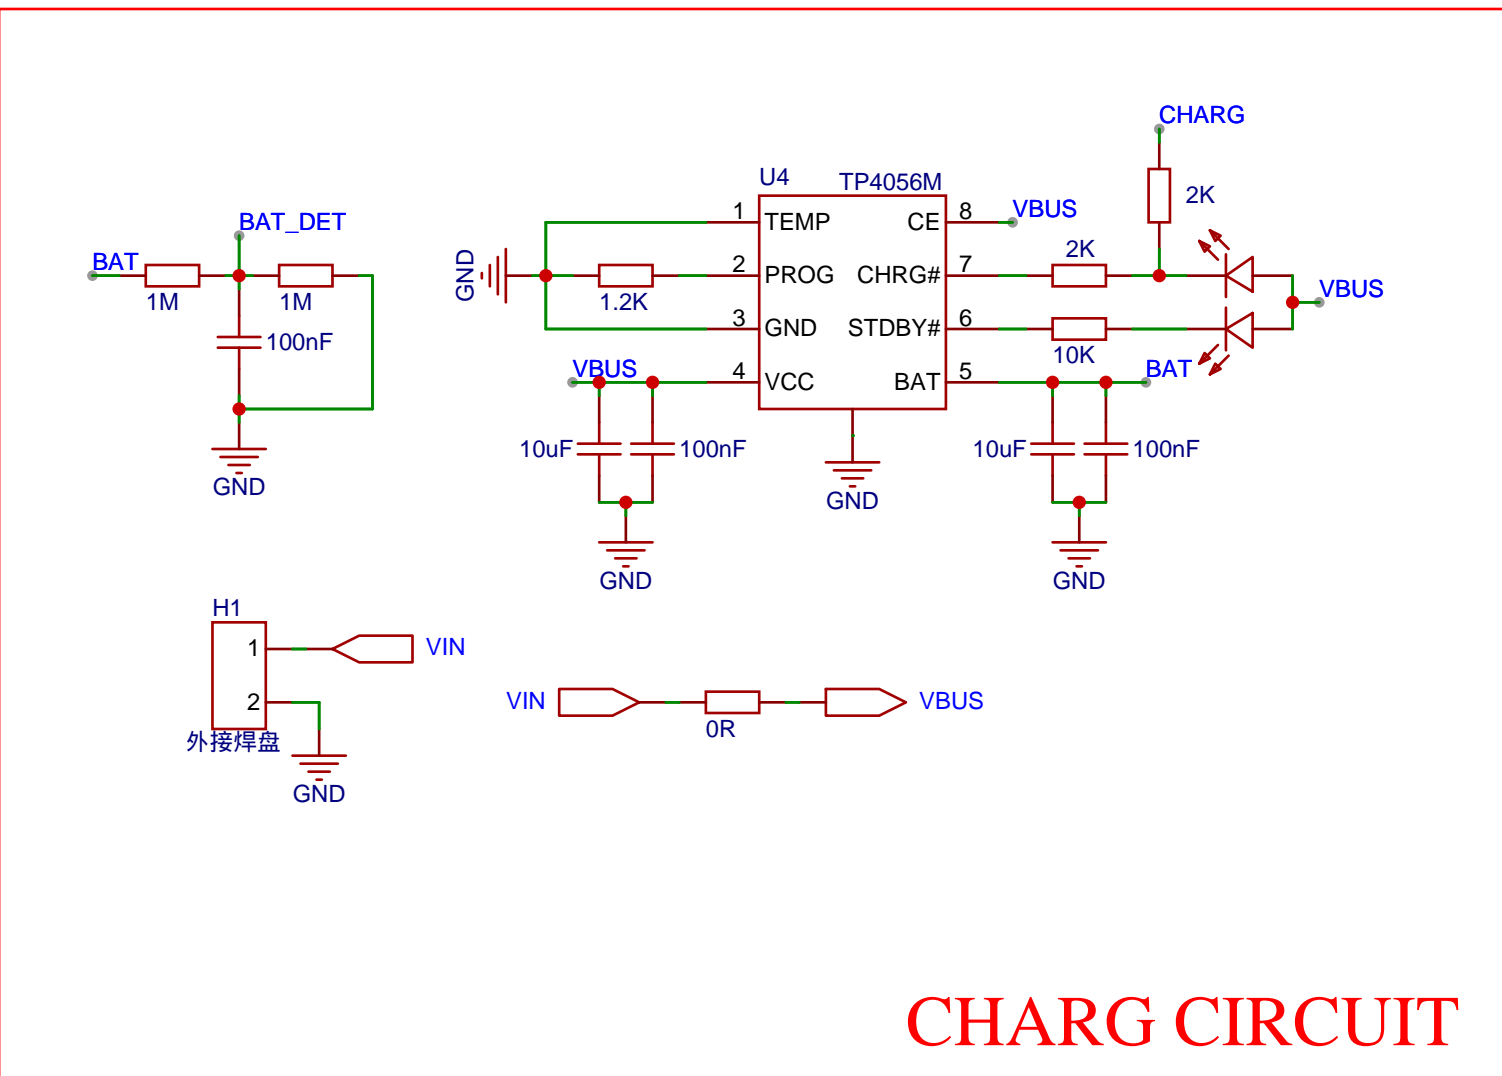 CHARG
2K
U4
TP4056M
BAT_DET
BAT
1M
1M
100nF
GND
GND
1.2K
1
TEMP
2
PROG
3
GND
4
VCC
CE
8
VBUS
CHRG#
7
2K
STDBY#
6
10K
BAT
5
BAT
VBUS
VBUS
10uF
100nF
GND
GND
10uF
100nF
GND
H1
1
VIN
2
外接焊盘
GND
VIN
0R
VBUS
CHARG CIRCUIT